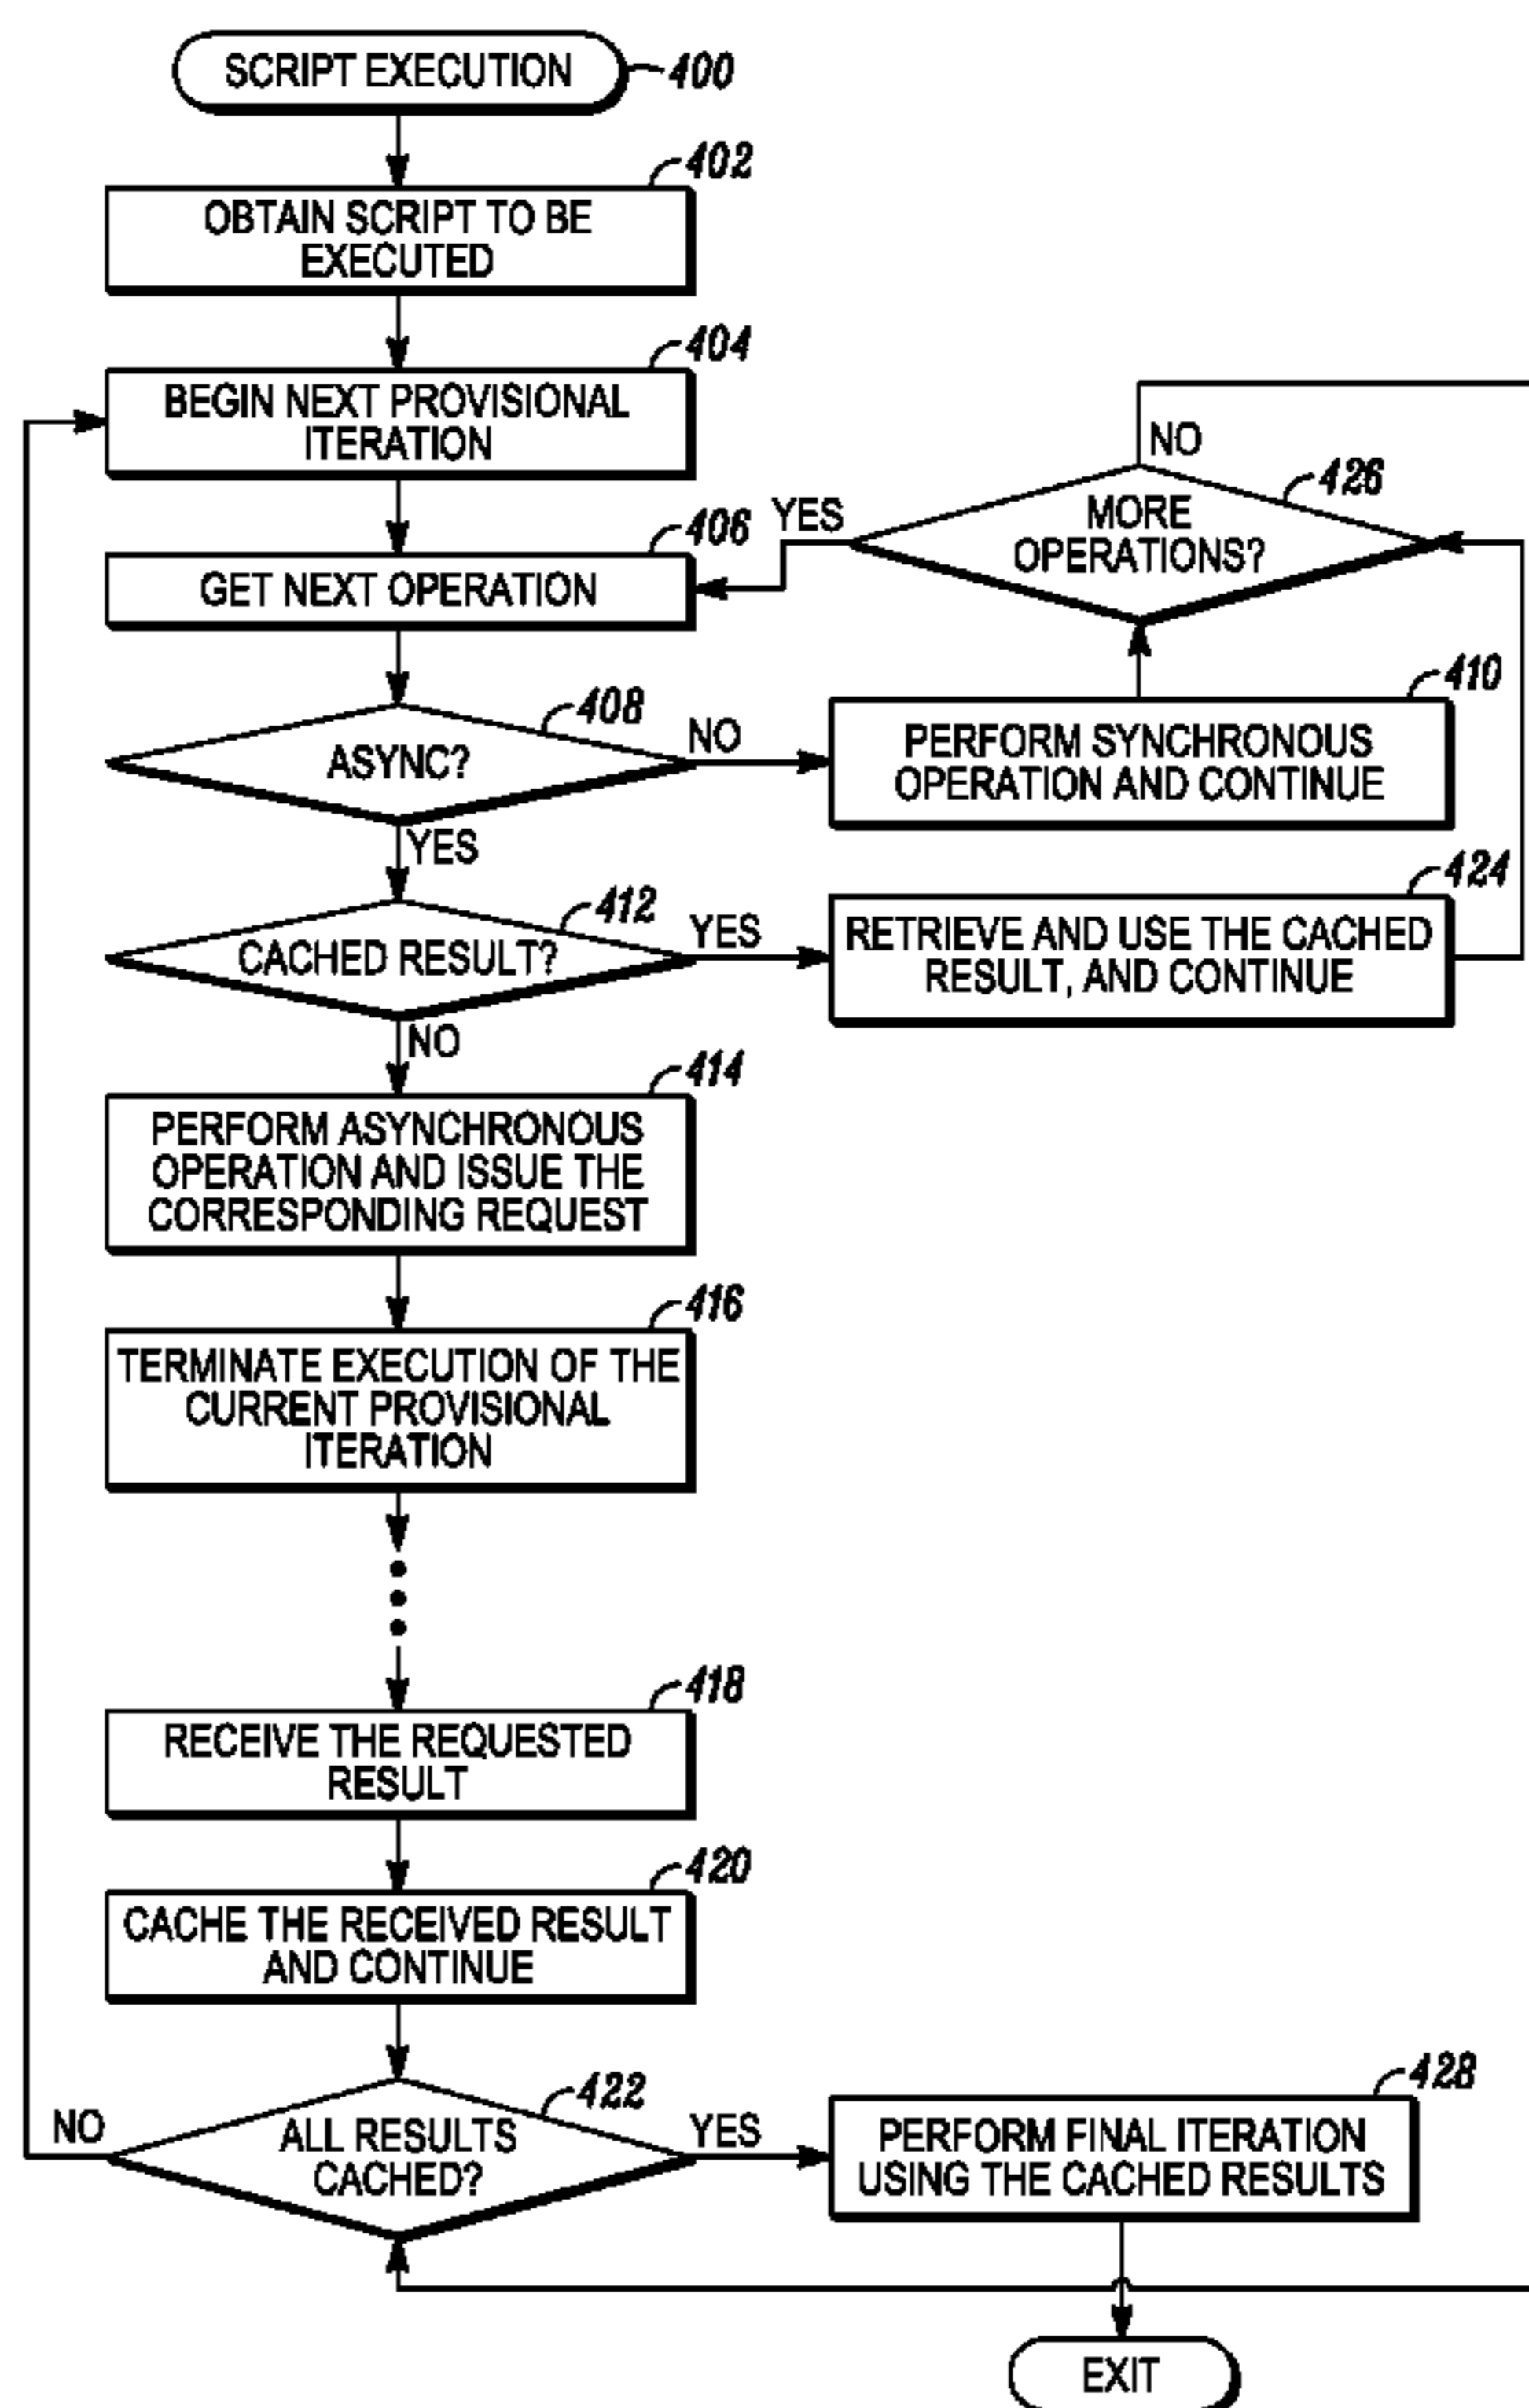 SCRIPT EXECUTION
400
402
OBTAIN SCRIPT TO BE
EXECUTED
404
BEGIN NEXT PROVISIONAL
ITERATION
406
GET NEXT OPERATION
YES
NO
426
MORE
OPERATIONS?
408
ASYNC?
NO
YES
410
PERFORM SYNCHRONOUS
OPERATION AND CONTINUE
412
CACHED RESULT?
YES
NO
424
RETRIEVE AND USE THE CACHED
RESULT, AND CONTINUE
414
PERFORM ASYNCHRONOUS
OPERATION AND ISSUE THE
CORRESPONDING REQUEST
416
TERMINATE EXECUTION OF THE
CURRENT PROVISIONAL
ITERATION
418
RECEIVE THE REQUESTED
RESULT
420
CACHE THE RECEIVED RESULT
AND CONTINUE
422
NO
ALL RESULTS
CACHED?
YES
428
PERFORM FINAL ITERATION
USING THE CACHED RESULTS
EXIT